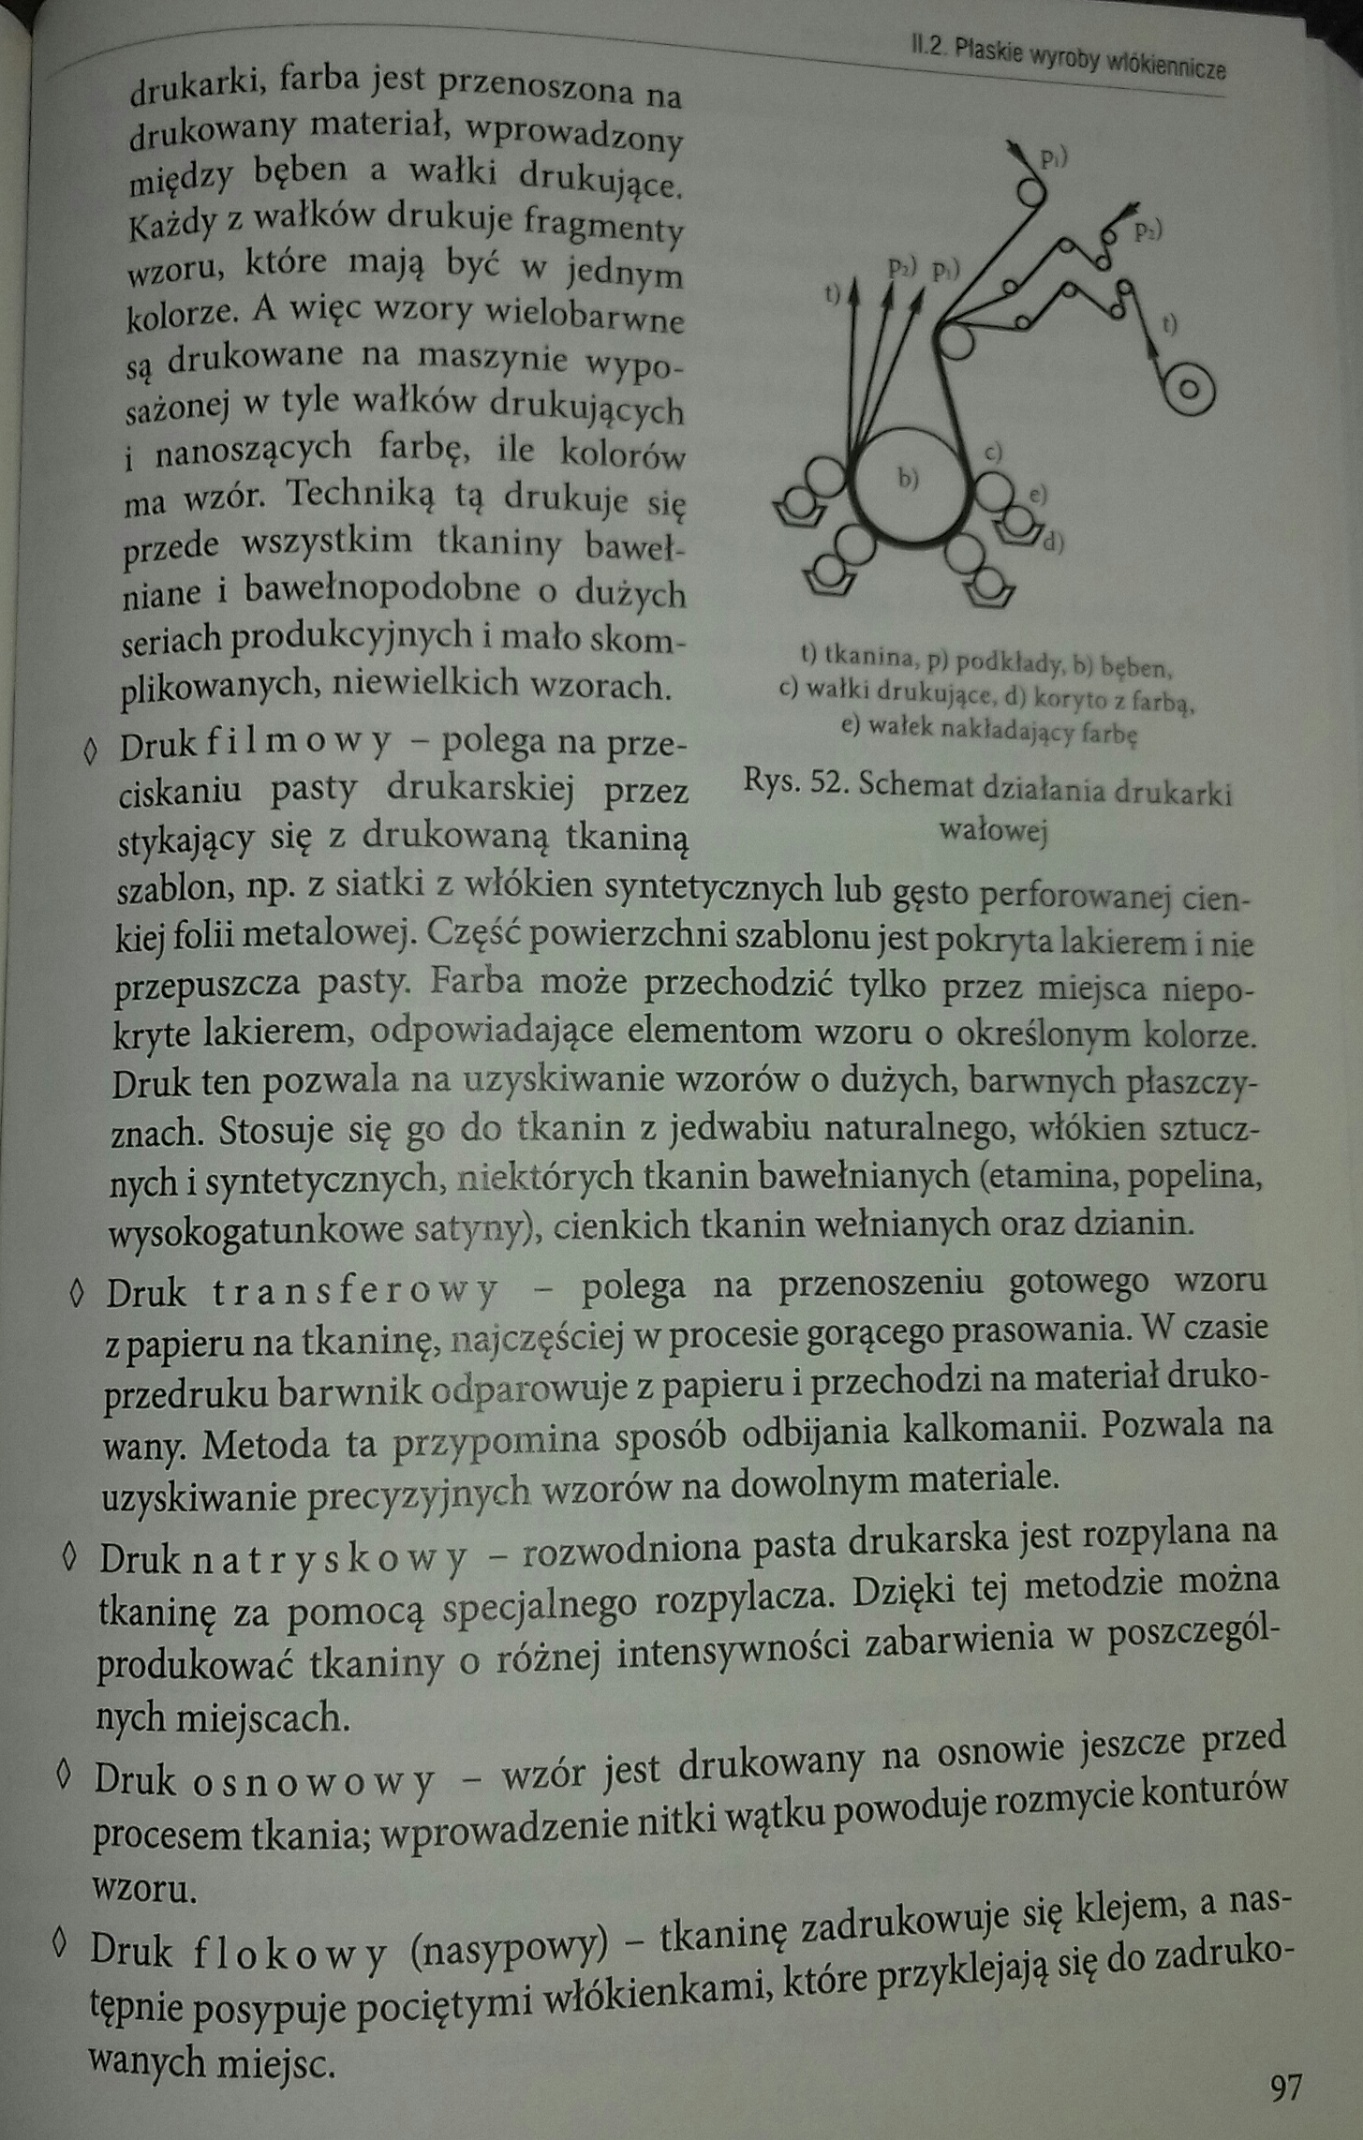 II.2. Płaskie wyroby włókiennicze
drukarki, farba jest przenoszona na
drukowany materiał, wprowadzony
między bęben a wałki drukujące.
Każdy z wałków drukuje fragmenty
wzoru, które mają być w jednym
kolorze. A więc wzory wielobarwne
są drukowane na maszynie wypo-
sażonej w tyle wałków drukujących
i nanoszących farbę, ile kolorów
ma wzór. Techniką tą drukuje się
przede wszystkim tkaniny baweł-
niane i bawełnopodobne o dużych
seriach produkcyjnych i mało skom-
plikowanych, niewielkich wzorach.
p₁)
p₂)
t) p₂) p₁)
t)
c)
b)
e)
d)
t) tkanina, p) podkłady, b) bęben,
c) wałki drukujące, d) koryto z farbą,
e) wałek nakładający farbę
Rys. 52. Schemat działania drukarki
wałowej
◊ Druk filmowy – polega na prze-
ciskaniu pasty drukarskiej przez
stykający się z drukowaną tkaniną
szablon, np. z siatki z włókien syntetycznych lub gęsto perforowanej cien-
kiej folii metalowej. Część powierzchni szablonu jest pokryta lakierem i nie
przepuszcza pasty. Farba może przechodzić tylko przez miejsca niepo-
kryte lakierem, odpowiadające elementom wzoru o określonym kolorze.
Druk ten pozwala na uzyskiwanie wzorów o dużych, barwnych płaszczy-
znach. Stosuje się go do tkanin z jedwabiu naturalnego, włókien sztucz-
nych i syntetycznych, niektórych tkanin bawełnianych (etamina, popelina,
wysokogatunkowe satyny), cienkich tkanin wełnianych oraz dzianin.
◊ Druk transferowy – polega na przenoszeniu gotowego wzoru
z papieru na tkaninę, najczęściej w procesie gorącego prasowania. W czasie
przedruku barwnik odparowuje z papieru i przechodzi na materiał druko-
wany. Metoda ta przypomina sposób odbijania kalkomanii. Pozwala na
uzyskiwanie precyzyjnych wzorów na dowolnym materiale.
◊ Druk natryskowy – rozwodniona pasta drukarska jest rozpylana na
tkaninę za pomocą specjalnego rozpylacza. Dzięki tej metodzie można
produkować tkaniny o różnej intensywności zabarwienia w poszczegól-
nych miejscach.
◊ Druk osnowowy – wzór jest drukowany na osnowie jeszcze przed
procesem tkania; wprowadzenie nitki wątku powoduje rozmycie konturów
wzoru.
◊ Druk flokowy (nasypowy) – tkaninę zadrukowuje się klejem, a nas-
tępnie posypuje pociętymi włókienkami, które przyklejają się do zadruko-
wanych miejsc.
97